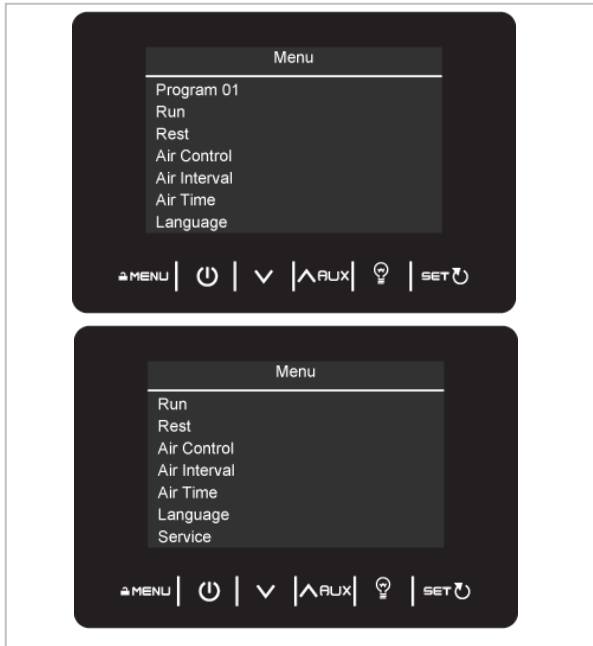 Menu
Program 01
Run
Rest
Air Control
Air Interval
Air Time
Language
MENU AUX SET
Menu
Run
Rest
Air Control
Air Interval
Air Time
Language
Service
MENU AUX SET